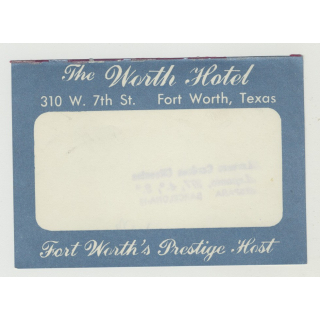 The Worth Hotel
310 W. 7th St. Fort Worth, Texas
Fort Worth's Prestige Host